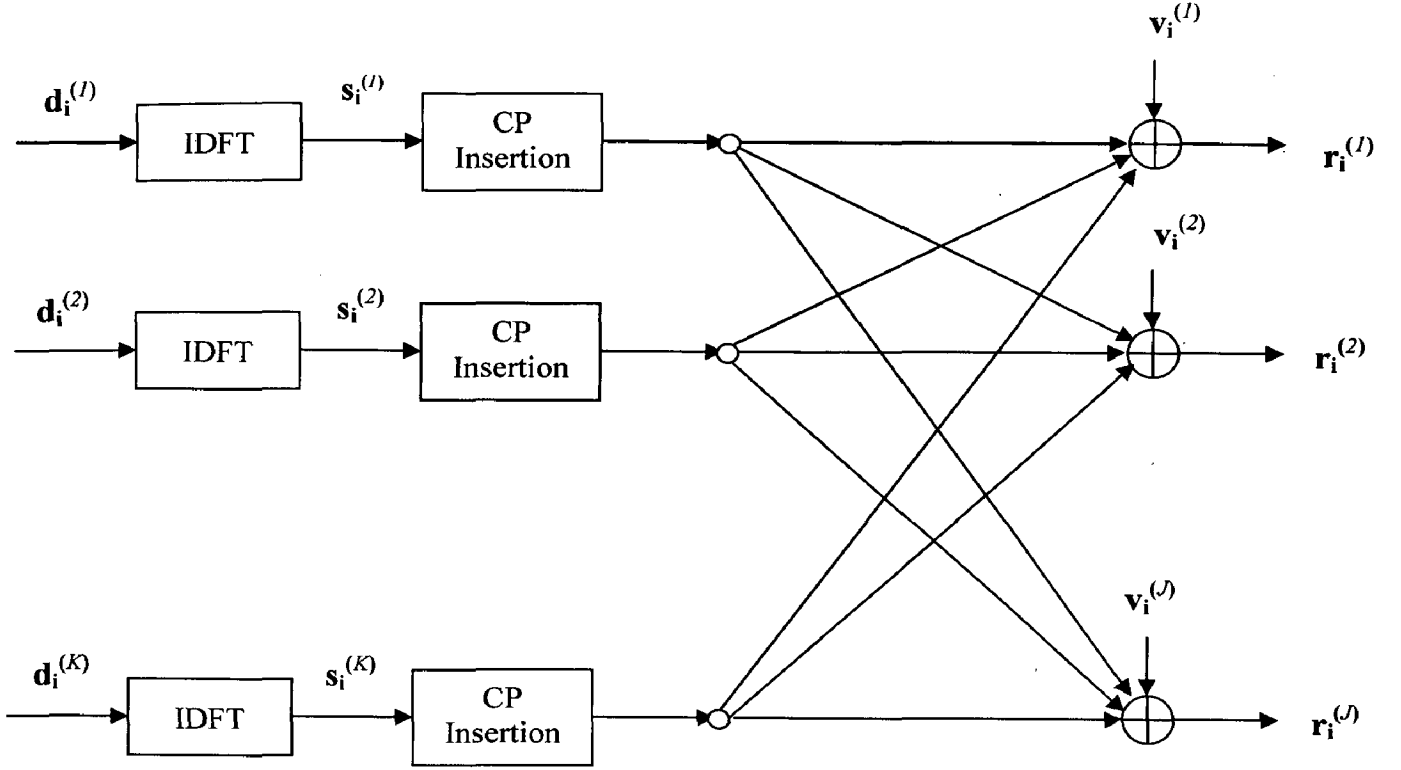 v_i^(1)
d_i^(1)
IDFT
s_i^(1)
CP
Insertion
r_i^(1)
v_i^(2)
d_i^(2)
IDFT
s_i^(2)
CP
Insertion
r_i^(2)
v_i^(J)
d_i^(K)
IDFT
s_i^(K)
CP
Insertion
r_i^(J)